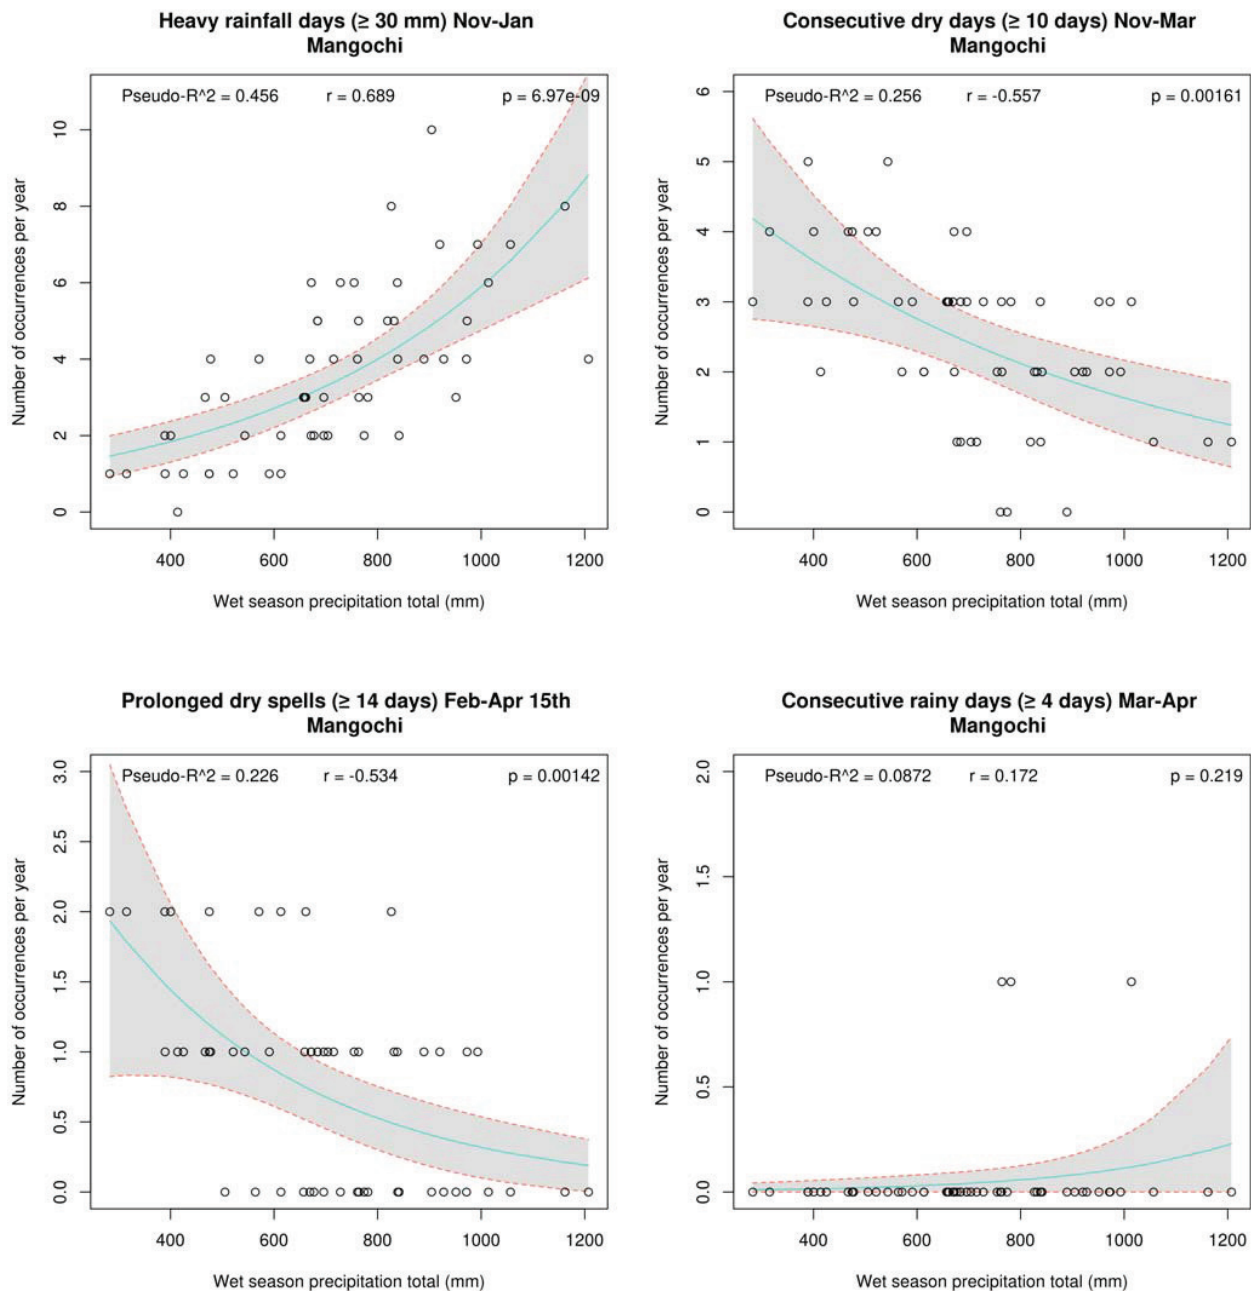 Heavy rainfall days (≥ 30 mm) Nov-Jan
Mangochi
Pseudo-R^2 = 0.456 r = 0.689 p = 6.97e-09
Number of occurrences per year
10
8
6
4
2
0
400 600 800 1000 1200
Wet season precipitation total (mm)
Consecutive dry days (≥ 10 days) Nov-Mar
Mangochi
Pseudo-R^2 = 0.256 r = -0.557 p = 0.00161
Number of occurrences per year
6
5
4
3
2
1
0
400 600 800 1000 1200
Wet season precipitation total (mm)
Prolonged dry spells (≥ 14 days) Feb-Apr 15th
Mangochi
Pseudo-R^2 = 0.226 r = -0.534 p = 0.00142
Number of occurrences per year
3.0
2.5
2.0
1.5
1.0
0.5
0.0
400 600 800 1000 1200
Wet season precipitation total (mm)
Consecutive rainy days (≥ 4 days) Mar-Apr
Mangochi
Pseudo-R^2 = 0.0872 r = 0.172 p = 0.219
Number of occurrences per year
2.0
1.5
1.0
0.5
0.0
400 600 800 1000 1200
Wet season precipitation total (mm)